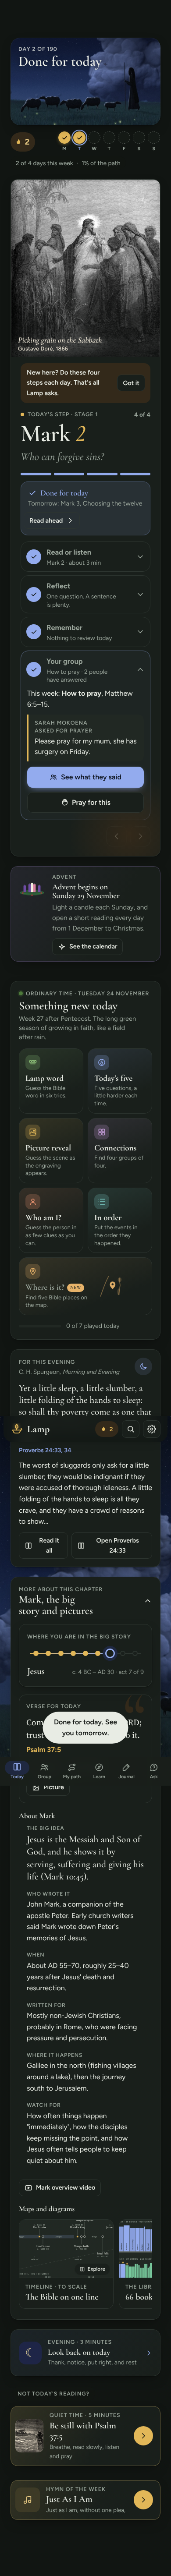 DAY 2 OF 190
Done for today
2
M T W T F S S
2 of 4 days this week · 1% of the path
Picking grain on the Sabbath
Gustave Doré, 1866
New here? Do these four
steps each day. That's all
Lamp asks.
Got it
TODAY'S STEP · STAGE 1
4 of 4
Mark 2
Who can forgive sins?
Done for today
Tomorrow: Mark 3, Choosing the twelve
Read ahead
Read or listen
Mark 2 · about 3 min
Reflect
One question. A sentence
is plenty.
Remember
Nothing to review today
Your group
How to pray · 2 people
have answered
This week: How to pray, Matthew
6:5–15.
SARAH MOKOENA
ASKED FOR PRAYER
Please pray for my mum, she has
surgery on Friday.
See what they said
Pray for this
ADVENT
Advent begins on
Sunday 29 November
Light a candle each Sunday, and
open a short reading every day
from 1 December to Christmas.
See the calendar
ORDINARY TIME · TUESDAY 24 NOVEMBER
Something new today
Week 27 after Pentecost. The long green
season of growing in faith, like a field
after rain.
Lamp word
Guess the Bible
word in six tries.
Today's five
Five questions, a
little harder each
time.
Picture reveal
Guess the scene as
the engraving
appears.
Connections
Find four groups of
four.
Who am I?
Guess the person in
as few clues as you
can.
In order
Put the events in
the order they
happened.
Where is it? NEW
Find five Bible places on
the map.
0 of 7 played today
FOR THIS EVENING
C. H. Spurgeon, Morning and Evening
Yet a little sleep, a little slumber, a
little folding of the hands to sleep:
so shall thy poverty come as one that
Lamp
2
Proverbs 24:33, 34
The worst of sluggards only ask for a little
slumber; they would be indignant if they
were accused of thorough idleness. A little
folding of the hands to sleep is all they
crave, and they have a crowd of reasons
to show…
Read it
all
Open Proverbs
24:33
MORE ABOUT THIS CHAPTER
Mark, the big
story and pictures
WHERE YOU ARE IN THE BIG STORY
Jesus
c. 4 BC – AD 30 · act 7 of 9
VERSE FOR TODAY
Psalm 37:5
Done for today. See
you tomorrow.
Today
Group
My path
Learn
Journal
Ask
Picture
About Mark
THE BIG IDEA
Jesus is the Messiah and Son of
God, and he shows it by
serving, suffering and giving his
life (Mark 10:45).
WHO WROTE IT
John Mark, a companion of the
apostle Peter. Early church writers
said Mark wrote down Peter's
memories of Jesus.
WHEN
About AD 55–70, roughly 25–40
years after Jesus' death and
resurrection.
WRITTEN FOR
Mostly non-Jewish Christians,
probably in Rome, who were facing
pressure and persecution.
WHERE IT HAPPENS
Galilee in the north (fishing villages
around a lake), then the journey
south to Jerusalem.
WATCH FOR
How often things happen
"immediately", how the disciples
keep missing the point, and how
Jesus often tells people to keep
quiet about him.
Mark overview video
Maps and diagrams
Explore
TIMELINE · TO SCALE
The Bible on one line
THE LIBR
66 book
EVENING · 3 MINUTES
Look back on today
Thank, notice, put right, and rest
NOT TODAY'S READING?
QUIET TIME · 5 MINUTES
Be still with Psalm
37:5
Breathe, read slowly, listen
and pray
HYMN OF THE WEEK
Just As I Am
Just as I am, without one plea,